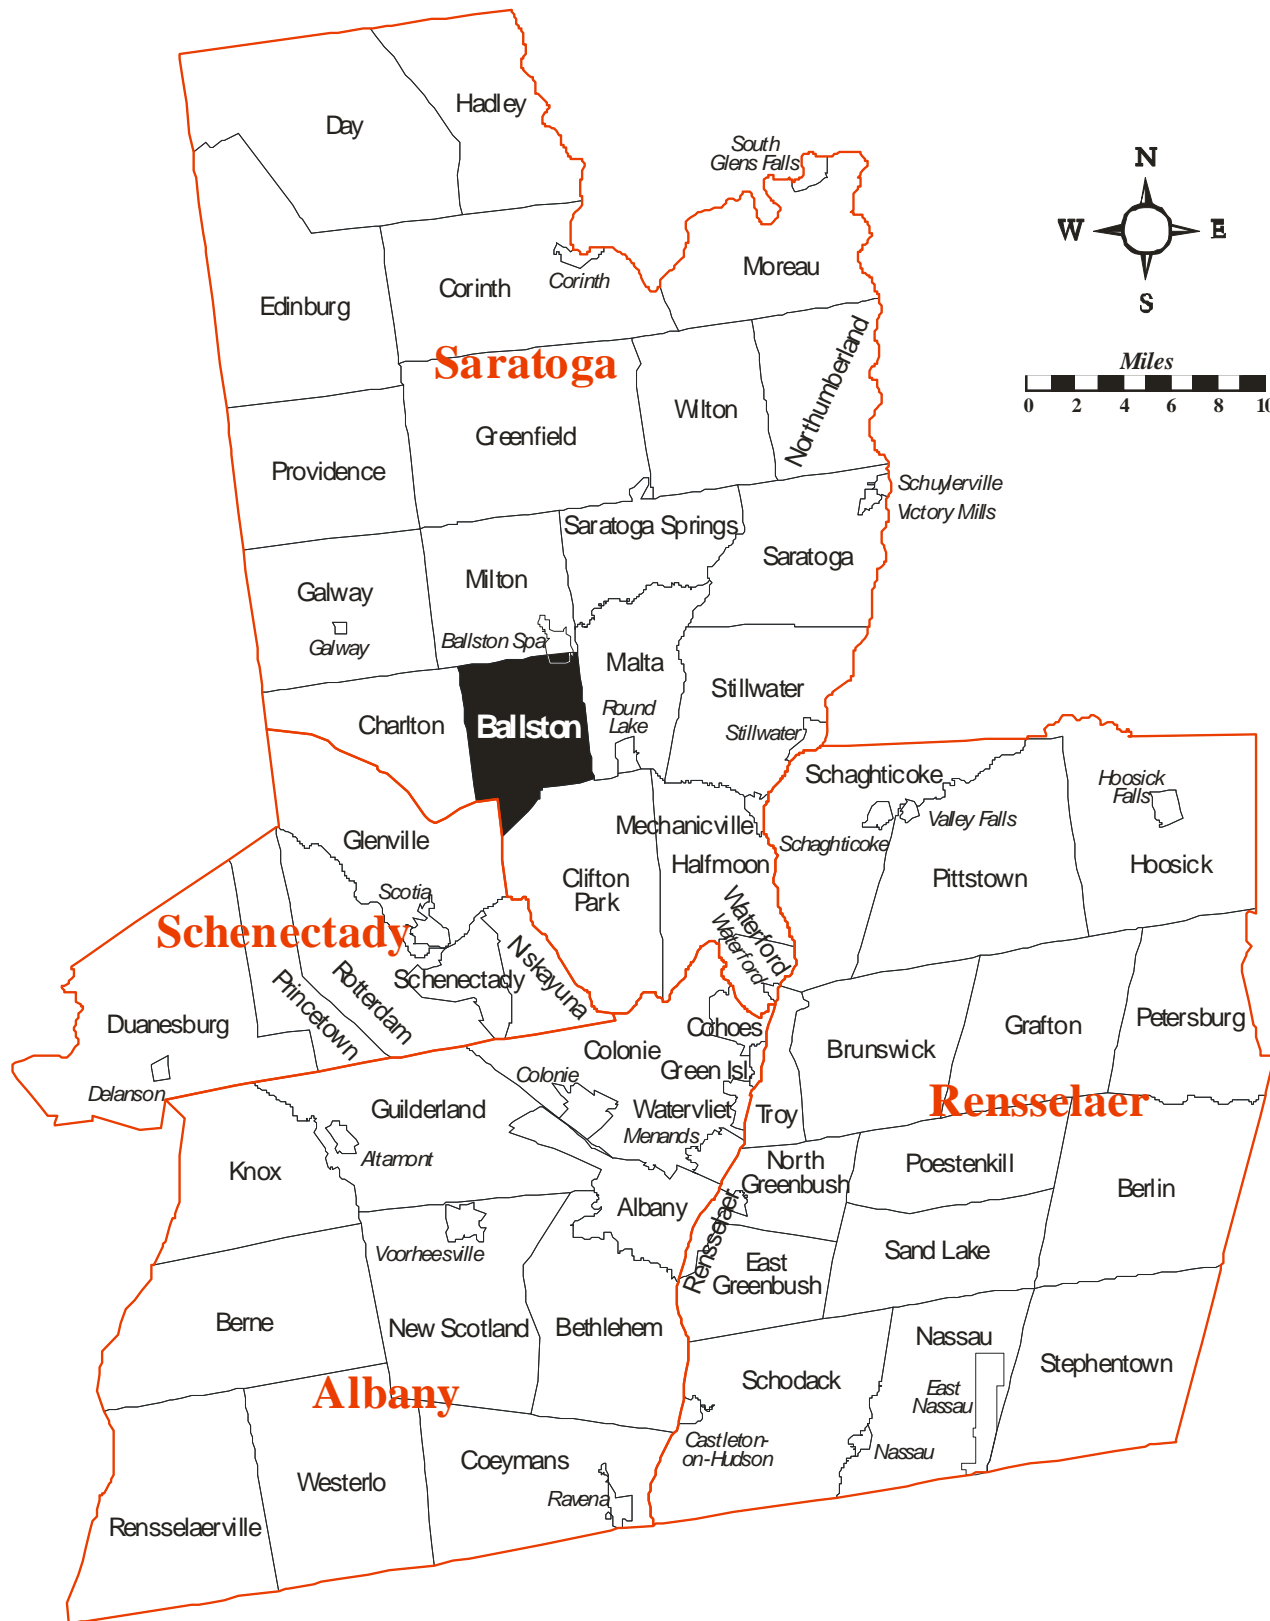 Hadley
Day
South
Glens Falls
N
W
E
S
Moreau
Corinth
Corinth
Edinburg
Northumberland
Saratoga
Miles
0 2 4 6 8 10
Wilton
Greenfield
Providence
Schuylerville
Victory Mills
Saratoga Springs
Saratoga
Milton
Galway
Galway
Ballston Spa
Malta
Stillwater
Round
Lake
Charlton
Ballston
Stillwater
Schaghticoke
Hoosick
Falls
Mechanicville
Valley Falls
Schaghticoke
Glenville
Halfmoon
Hoosick
Clifton
Park
Pittstown
Scotia
Waterford
Waterford
Schenectady
Niskayuna
Schenectady
Rotterdam
Princetown
Duanesburg
Cohoes
Grafton
Petersburg
Brunswick
Colonie
Green Isl.
Colonie
Delanson
Guilderland
Watervliet
Troy
Rensselaer
Menands
Altamont
Knox
North
Greenbush
Poestenkill
Berlin
Albany
Rensselaer
Voorheesville
Sand Lake
East
Greenbush
Berne
New Scotland
Bethlehem
Nassau
Stephentown
Schodack
Albany
East
Nassau
Castleton-
on-Hudson
Nassau
Coeymans
Westerlo
Ravena
Rensselaerville